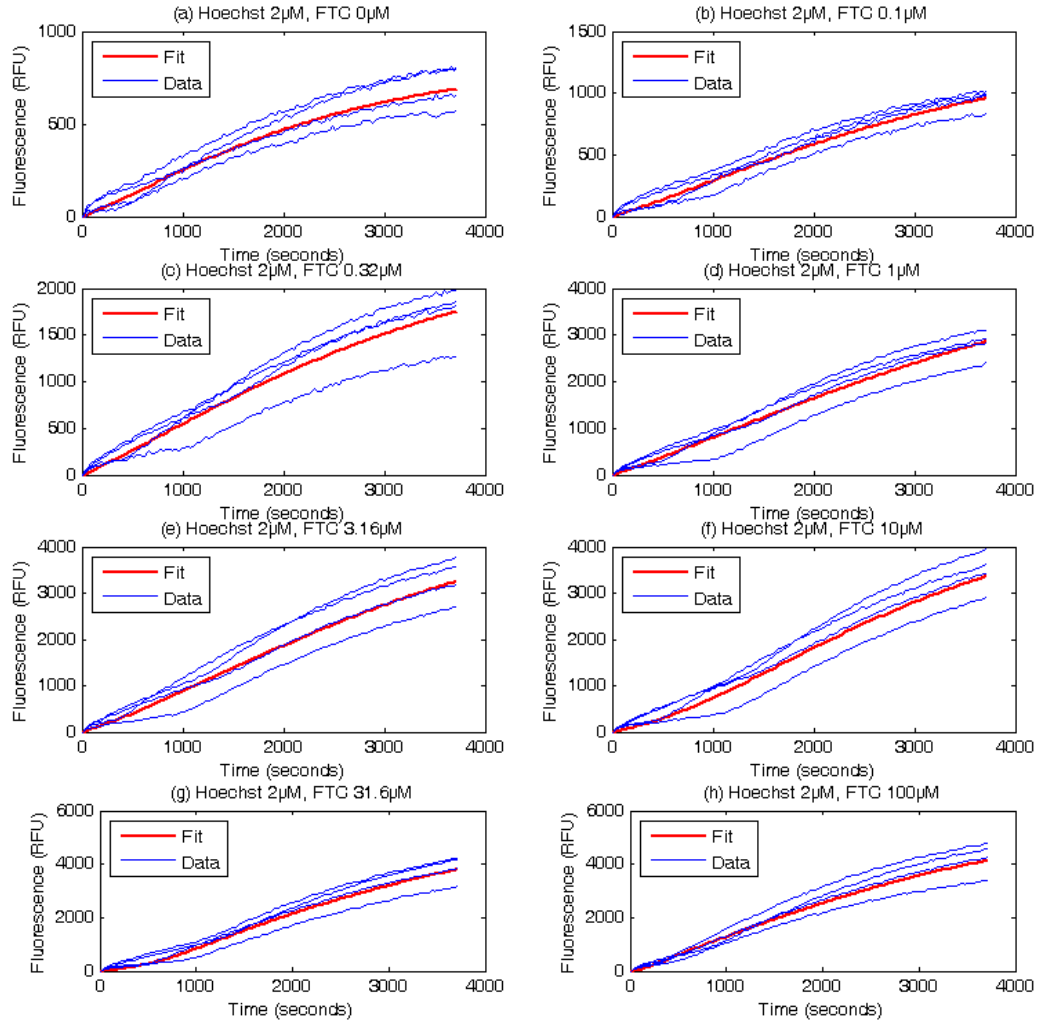 (a) Hoechst 2µM, FTC 0µM
1000
500
0
Fluorescence (RFU)
Fit
Data
0 1000 2000 3000 4000
Time (seconds)
(b) Hoechst 2µM, FTC 0.1µM
1500
1000
500
0
Fluorescence (RFU)
Fit
Data
0 1000 2000 3000 4000
Time (seconds)
(c) Hoechst 2µM, FTC 0.32µM
2000
1500
1000
500
0
Fluorescence (RFU)
Fit
Data
0 1000 2000 3000 4000
Time (seconds)
(d) Hoechst 2µM, FTC 1µM
4000
3000
2000
1000
0
Fluorescence (RFU)
Fit
Data
0 1000 2000 3000 4000
Time (seconds)
(e) Hoechst 2µM, FTC 3.16µM
4000
3000
2000
1000
0
Fluorescence (RFU)
Fit
Data
0 1000 2000 3000 4000
Time (seconds)
(f) Hoechst 2µM, FTC 10µM
4000
3000
2000
1000
0
Fluorescence (RFU)
Fit
Data
0 1000 2000 3000 4000
Time (seconds)
(g) Hoechst 2µM, FTC 31.6µM
6000
4000
2000
0
Fluorescence (RFU)
Fit
Data
0 1000 2000 3000 4000
Time (seconds)
(h) Hoechst 2µM, FTC 100µM
6000
4000
2000
0
Fluorescence (RFU)
Fit
Data
0 1000 2000 3000 4000
Time (seconds)